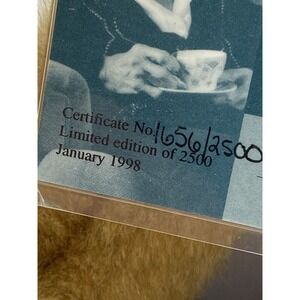 Certificate No. 1656/2500
Limited edition of 2500
January 1998